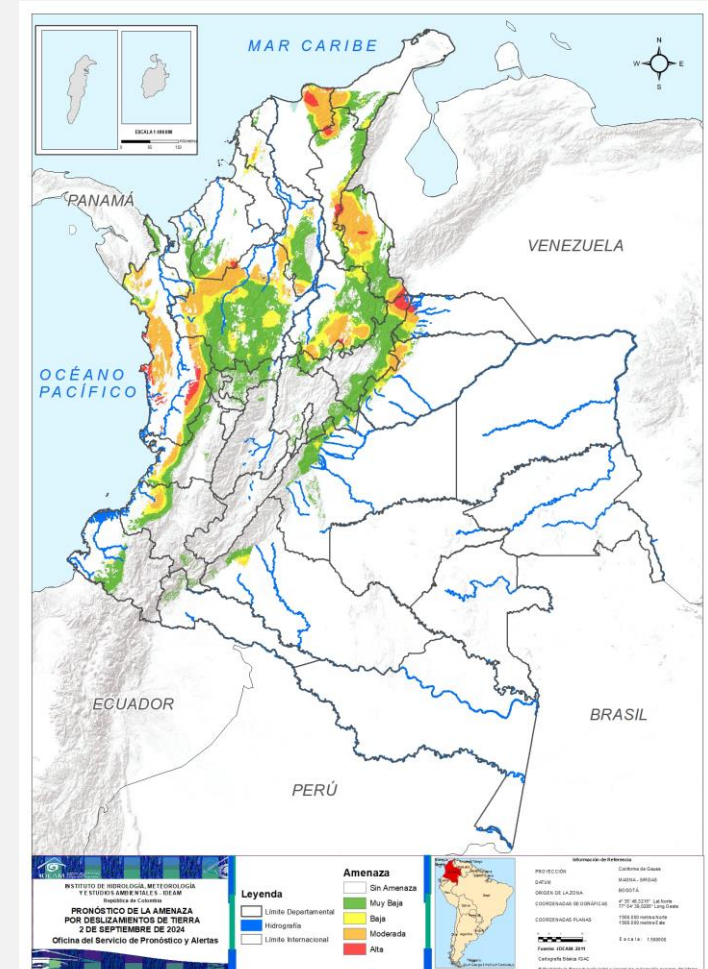 MAR CARIBE
N
W
E
S
PANAMÁ
VENEZUELA
OCÉANO
PACÍFICO
ECUADOR
BRASIL
PERÚ
IDEAM
INSTITUTO DE HIDROLOGÍA, METEOROLOGÍA
Y ESTUDIOS AMBIENTALES - IDEAM
República de Colombia
PRONÓSTICO DE LA AMENAZA
POR DESLIZAMIENTOS DE TIERRA
2 DE SEPTIEMBRE DE 2024
Oficina del Servicio de Pronóstico y Alertas
Leyenda
Límite Departamental
Hidrografía
Límite Internacional
Amenaza
Sin Amenaza
Muy Baja
Baja
Moderada
Alta
Información de Referencia
PROYECCIÓN Conforme de Gauss
DATUM MAGNA - SIRGAS
ORIGEN DE LA ZONA BOGOTÁ
COORDENADAS GEOGRÁFICAS
COORDENADAS PLANAS
Fuente: IDEAM 2011
Cartografía Básica IGAC